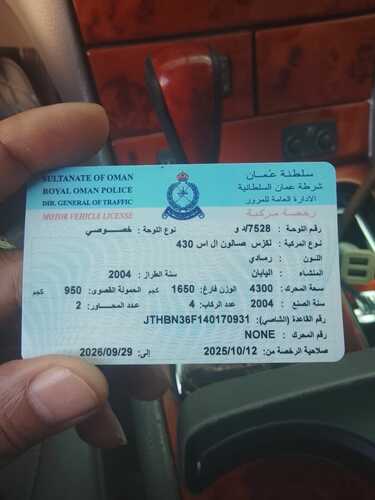 SULTANATE OF OMAN
ROYAL OMAN POLICE
DIR. GENERAL OF TRAFFIC
MOTOR VEHICLE LICENSE
سلطنة عُمان
شرطة عمان السلطانية
الادارة العامة للمرور
رخصة مركبة
رقم اللوحة: 7528/د و نوع اللوحة: خصــوصي
نوع المركبة: لكزس صالون ال اس 430
اللــون: رصاصي
المنشاء: اليابان سنة الطراز: 2004
سعة المحرك: 4300 الوزن فارغ: 1650 كجم الحمولة القصوى: 950 كجم
سنة الصنع: 2004 عدد الركاب: 4 عدد المحاور: 2
رقم القاعدة (الشاصي): JTHBN36F140170931
رقم المحرك: NONE
صلاحية الرخصة من: 2025/10/12 إلى: 2026/09/29